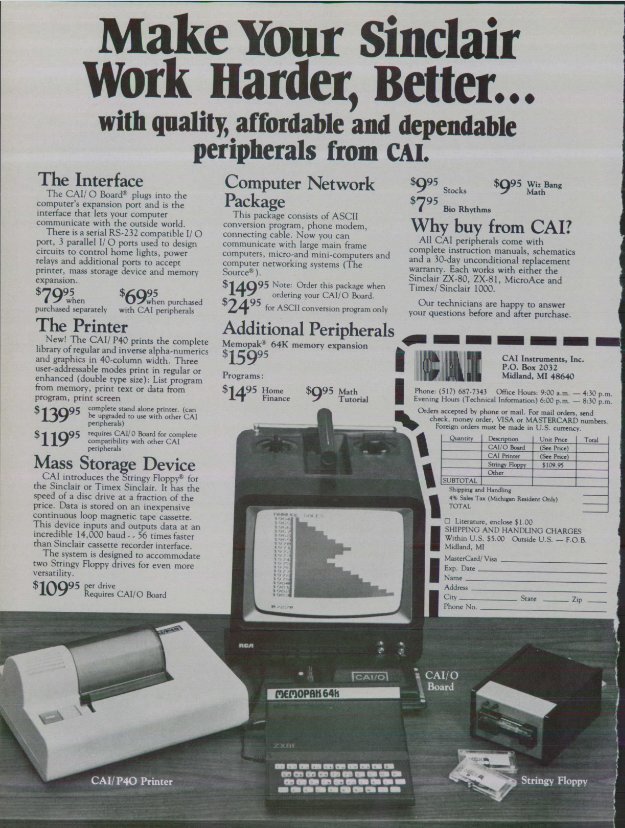 Make Your Sinclair
Work Harder, Better...
with quality, affordable and dependable
peripherals from CAI.
The Interface
The CAI/O Board® plugs into the
computer's expansion port and is the
interface that lets your computer
communicate with the outside world.
There is a serial RS-232 compatible I/O
port, 3 parallel I/O ports used to design
circuits to control home lights, power
relays and additional ports to accept
printer, mass storage device and memory
expansion.
$79.95 when purchased separately
$69.95 when purchased with CAI peripherals
The Printer
New! The CAI/P40 prints the complete
library of regular and inverse alpha-numerics
and graphics in 40-column width. Three
user-addressable modes print in regular or
enhanced (double type size): List program
from memory, print text or data from
program, print screen
$139 95 complete stand alone printer. (can
be upgraded to use with other CAI
peripherals)
$119 95 requires CAI/O Board for complete
compatibility with other CAI
peripherals
Mass Storage Device
CAI introduces the Stringy Floppy® for
the Sinclair or Timex Sinclair. It has the
speed of a disc drive at a fraction of the
price. Data is stored on an inexpensive
continuous loop magnetic tape cassette.
This device inputs and outputs data at an
incredible 14,000 baud - - 56 times faster
than Sinclair cassette recorder interface.
The system is designed to accommodate
two Stringy Floppy drives for even more
versatility.
$109 95 per drive
Requires CAI/O Board
Computer Network
Package
This package consists of ASCII
conversion program, phone modem,
connecting cable. Now you can
communicate with large main frame
computers, micro-and mini-computers and
computer networking systems (The
Source®).
$149 95 Note: Order this package when
ordering your CAI/O Board.
$24 95 for ASCII conversion program only
Additional Peripherals
Memopak® 64K memory expansion
$159 95
Programs:
$14 95 Home Finance
$9 95 Math Tutorial
$9 95 Stocks
$9 95 Wiz Bang Math
$7 95 Bio Rhythms
Why buy from CAI?
All CAI peripherals come with
complete instruction manuals, schematics
and a 30-day unconditional replacement
warranty. Each works with either the
Sinclair ZX-80, ZX-81, MicroAce and
Timex/Sinclair 1000.
Our technicians are happy to answer
your questions before and after purchase.
CAI Instruments, Inc.
P.O. Box 2032
Midland, MI 48640
Phone: (517) 687-7343 Office Hours: 9:00 a.m. — 4:30 p.m.
Evening Hours (Technical Information) 6:00 p.m. — 8:30 p.m.
Orders accepted by phone or mail. For mail orders, send
check, money order, VISA or MASTERCARD numbers.
Foreign orders must be made in U.S. currency.
Quantity Description Unit Price Total
CAI/O Board (See Price)
CAI Printer (See Price)
Stringy Floppy $109.95
Other
SUBTOTAL
Shipping and Handling
4% Sales Tax (Michigan Resident Only)
TOTAL
Literature, enclose $1.00
SHIPPING AND HANDLING CHARGES
Within U.S. $5.00 Outside U.S. — F.O.B.
Midland, MI
MasterCard/Visa
Exp. Date
Name
Address
City State Zip
Phone No.
RCA
CAI/O
MEMOPAK 64K
ZX81
CAI/O
Board
CAI/P40 Printer
Stringy Floppy